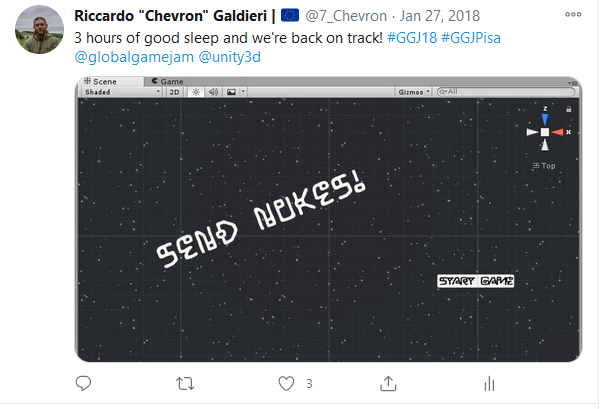 Riccardo "Chevron" Galdieri | 🇪🇺 @7_Chevron · Jan 27, 2018
3 hours of good sleep and we're back on track! #GGJ18 #GGJPisa
@globalgamejam @unity3d
Scene Game
Shaded 2D Gizmos All
z
x
Top
SEND NUKES!
START GAME
3